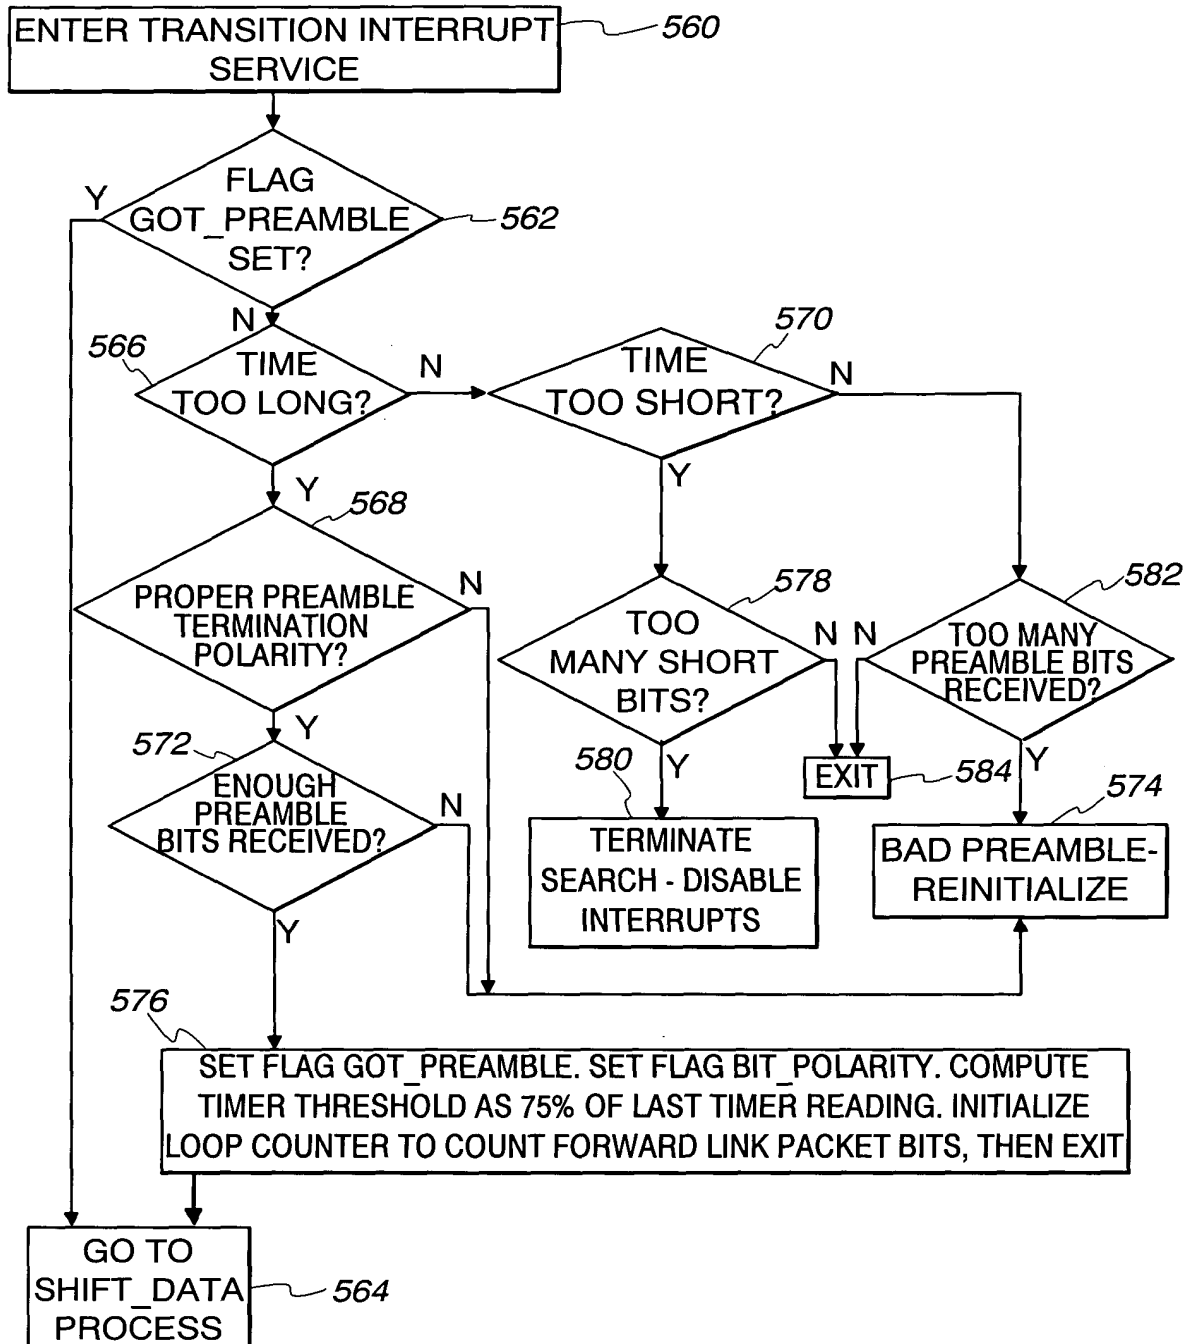 ENTER TRANSITION INTERRUPT
SERVICE
560
FLAG
GOT_PREAMBLE
SET?
Y
562
N
566
TIME
TOO LONG?
N
570
TIME
TOO SHORT?
N
Y
568
Y
PROPER PREAMBLE
TERMINATION
POLARITY?
N
578
TOO
MANY SHORT
BITS?
N
N
582
TOO MANY
PREAMBLE BITS
RECEIVED?
Y
572
ENOUGH
PREAMBLE
BITS RECEIVED?
N
580
Y
EXIT
584
Y
574
TERMINATE
SEARCH - DISABLE
INTERRUPTS
BAD PREAMBLE-
REINITIALIZE
Y
576
SET FLAG GOT_PREAMBLE. SET FLAG BIT_POLARITY. COMPUTE
TIMER THRESHOLD AS 75% OF LAST TIMER READING. INITIALIZE
LOOP COUNTER TO COUNT FORWARD LINK PACKET BITS, THEN EXIT
GO TO
SHIFT_DATA
PROCESS
564